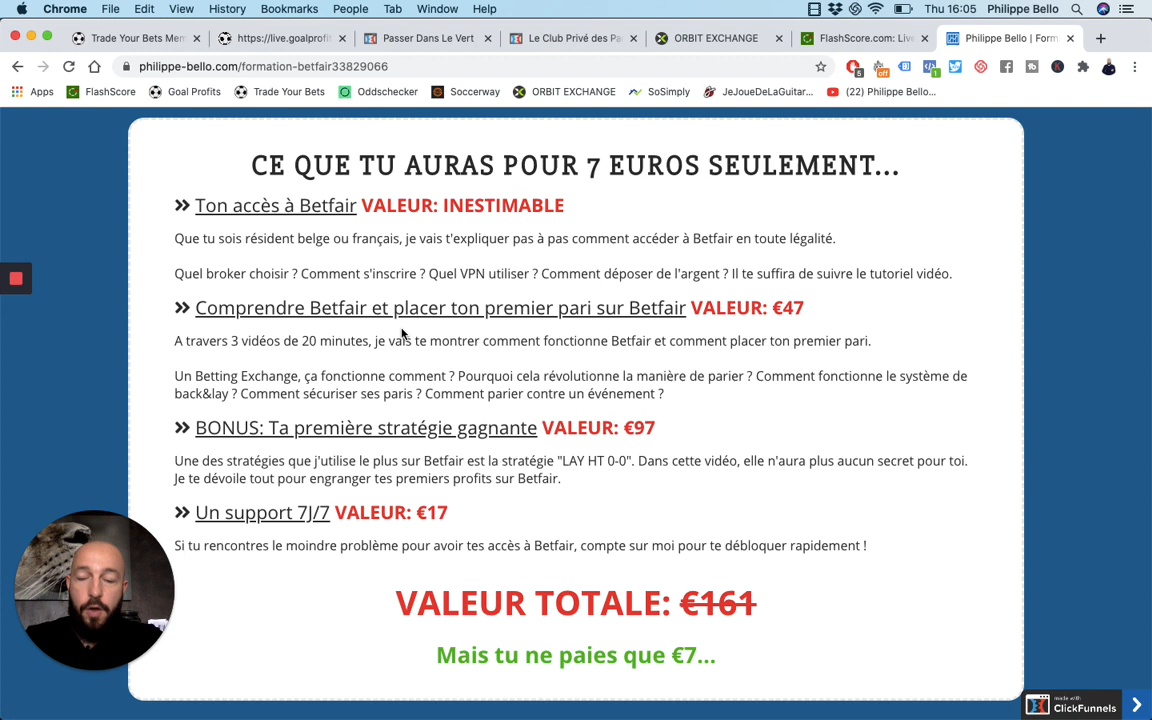 Chrome File Edit View History Bookmarks People Tab Window Help Thu 16:05 Philippe Bello
Trade Your Bets Mem https://live.goalprofit Passer Dans Le Vert Le Club Privé des Pa ORBIT EXCHANGE FlashScore.com: Live Philippe Bello | Form
philippe-bello.com/formation-betfair33829066 5 off 1
Apps FlashScore Goal Profits Trade Your Bets Oddschecker Soccerway ORBIT EXCHANGE SoSimply JeJoueDeLaGuitar... (22) Philippe Bello...
CE QUE TU AURAS POUR 7 EUROS SEULEMENT...
Ton accès à Betfair VALEUR: INESTIMABLE
Que tu sois résident belge ou français, je vais t'expliquer pas à pas comment accéder à Betfair en toute légalité.
Quel broker choisir ? Comment s'inscrire ? Quel VPN utiliser ? Comment déposer de l'argent ? Il te suffira de suivre le tutoriel vidéo.
Comprendre Betfair et placer ton premier pari sur Betfair VALEUR: €47
A travers 3 vidéos de 20 minutes, je vais te montrer comment fonctionne Betfair et comment placer ton premier pari.
Un Betting Exchange, ça fonctionne comment ? Pourquoi cela révolutionne la manière de parier ? Comment fonctionne le système de
back&lay ? Comment sécuriser ses paris ? Comment parier contre un événement ?
BONUS: Ta première stratégie gagnante VALEUR: €97
Une des stratégies que j'utilise le plus sur Betfair est la stratégie "LAY HT 0-0". Dans cette vidéo, elle n'aura plus aucun secret pour toi.
Je te dévoile tout pour engranger tes premiers profits sur Betfair.
Un support 7J/7 VALEUR: €17
Si tu rencontres le moindre problème pour avoir tes accès à Betfair, compte sur moi pour te débloquer rapidement !
VALEUR TOTALE: €161
Mais tu ne paies que €7...
made with
ClickFunnels